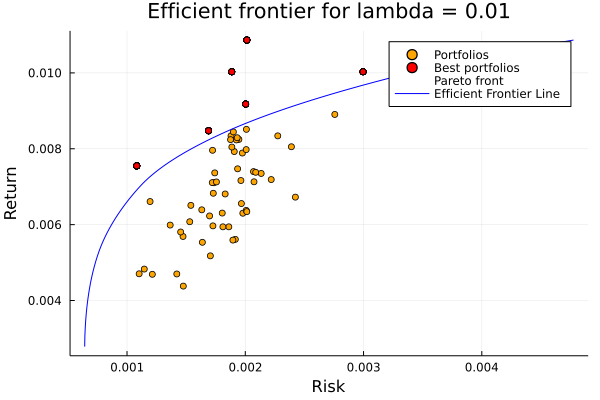 Efficient frontier for lambda = 0.01
Portfolios
Best portfolios
Pareto front
Efficient Frontier Line
0.010
0.008
0.006
0.004
Return
0.001
0.002
0.003
0.004
Risk